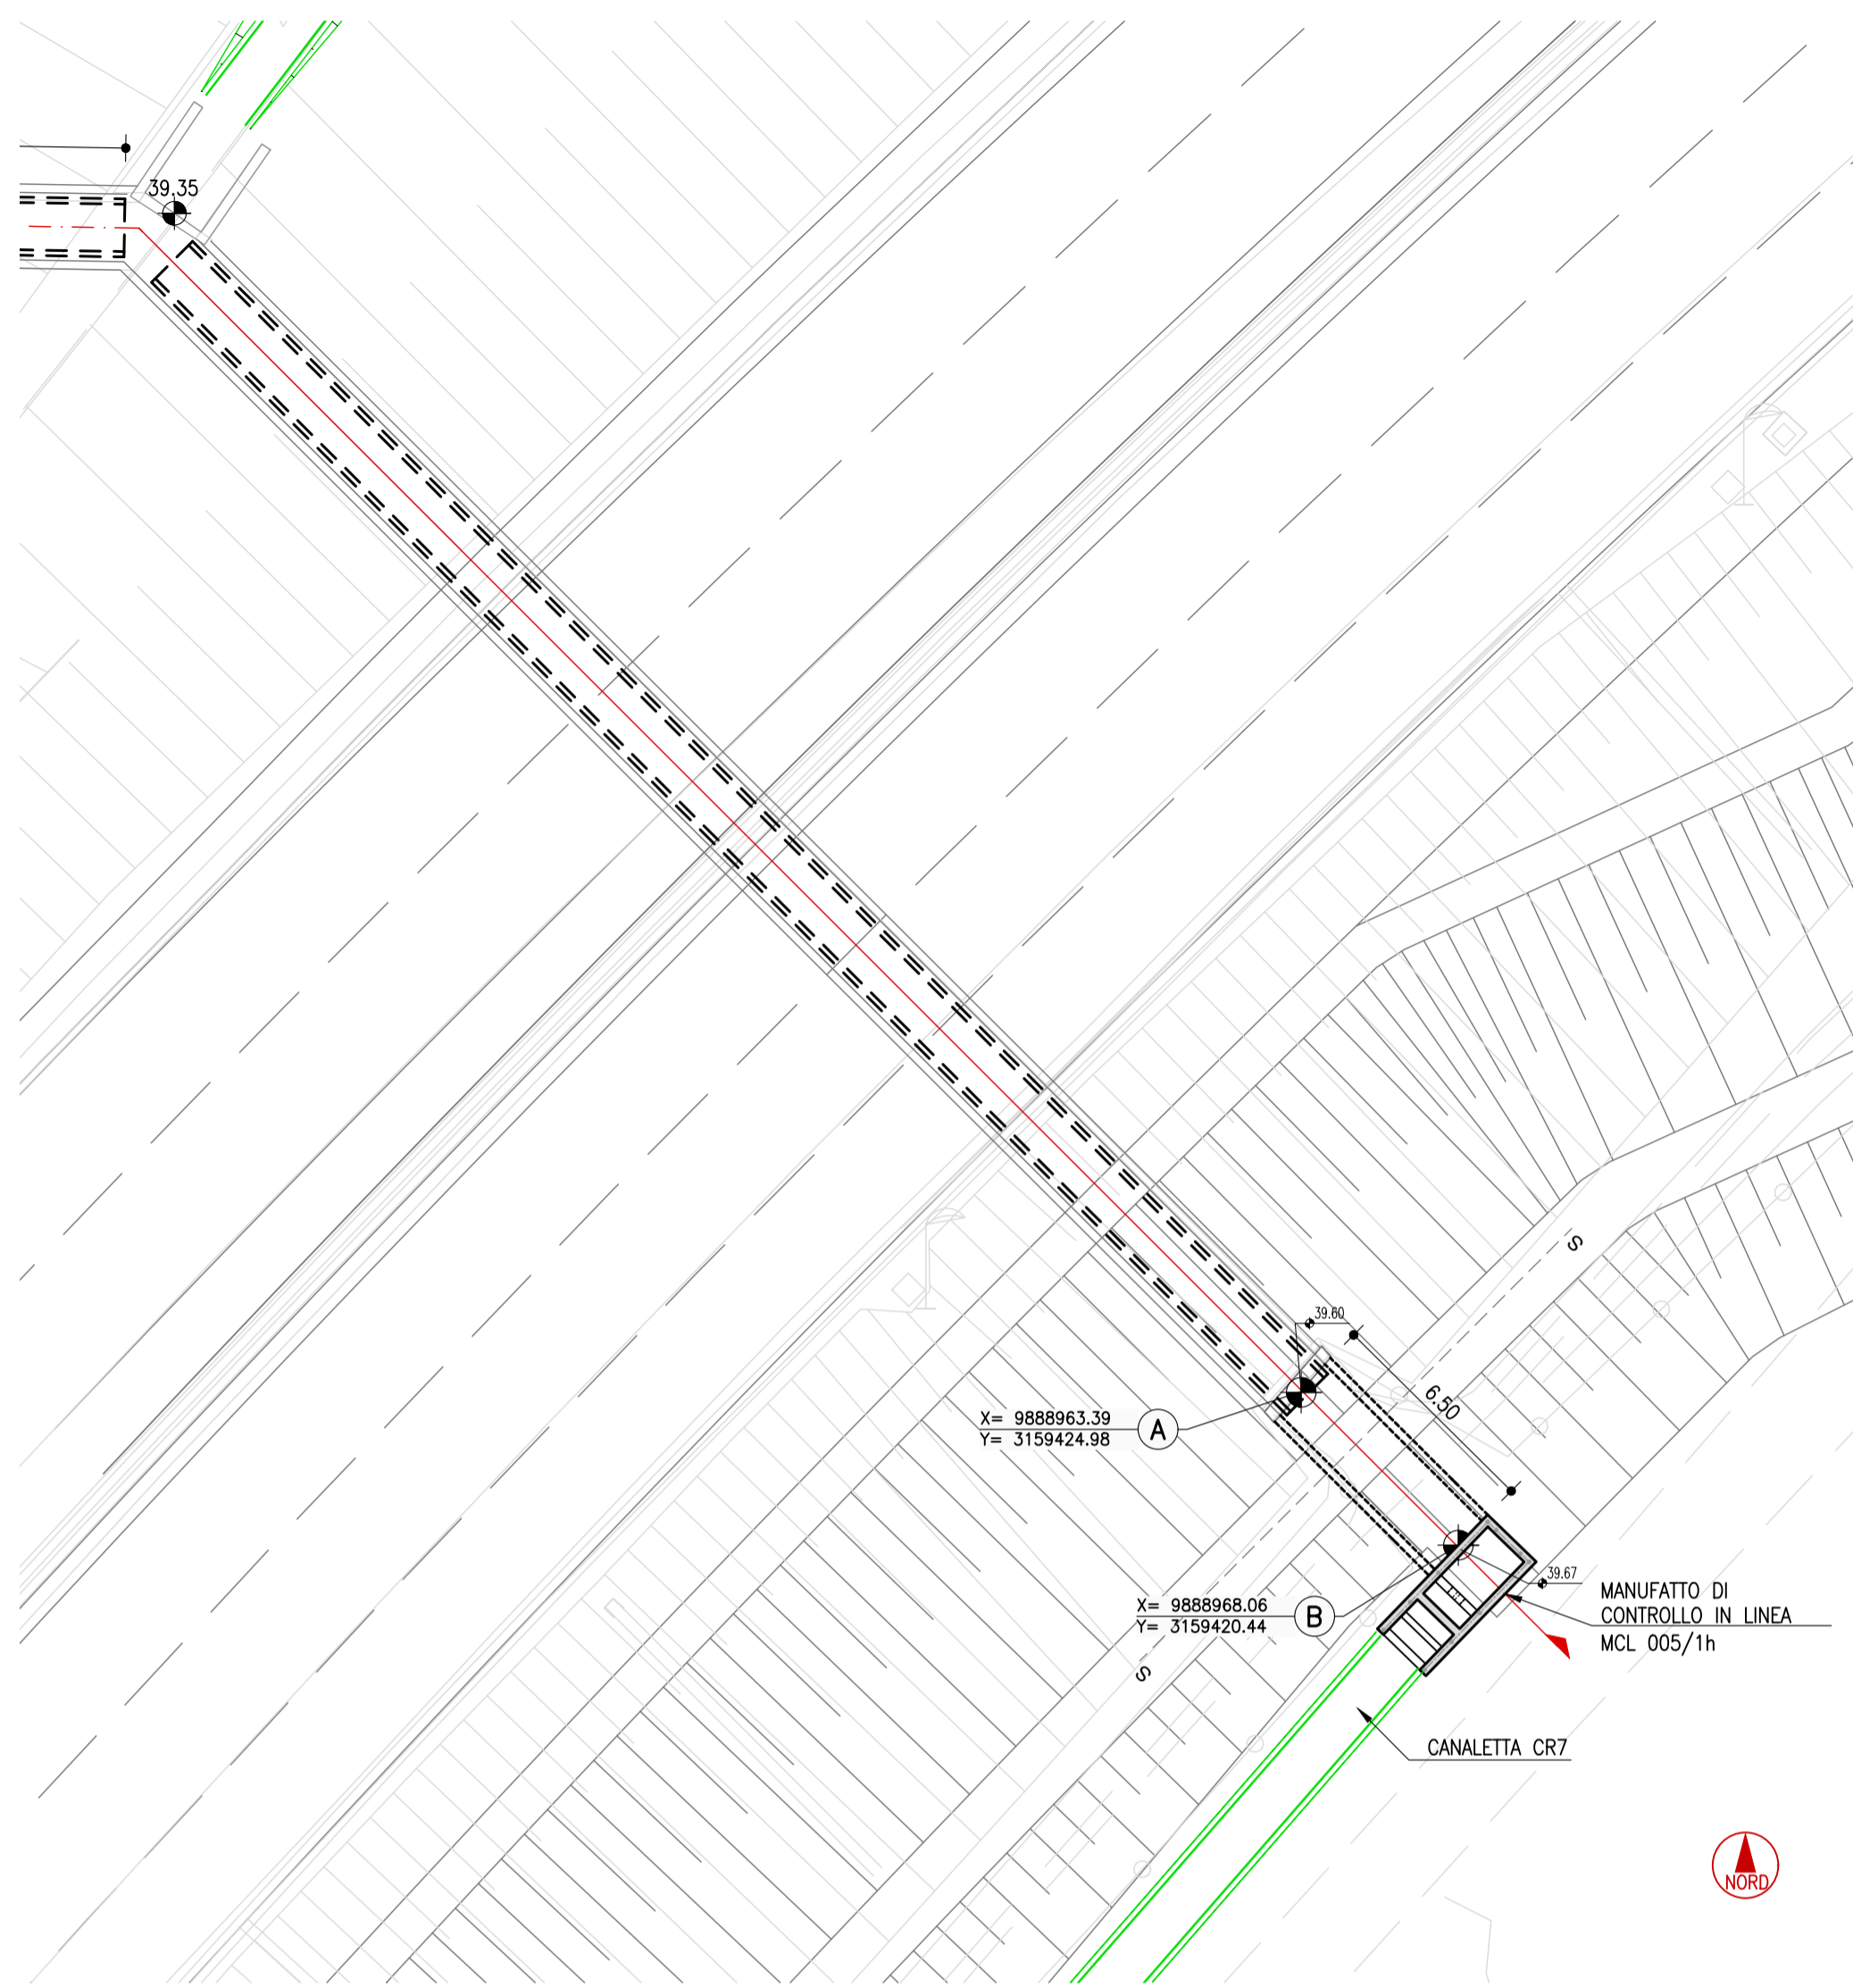 39.35
39.60
6.50
S
X= 9888963.39
Y= 3159424.98
A
39.67
X= 9888968.06
Y= 3159420.44
B
MANUFATTO DI
CONTROLLO IN LINEA
MCL 005/1h
S
CANALETTA CR7
NORD